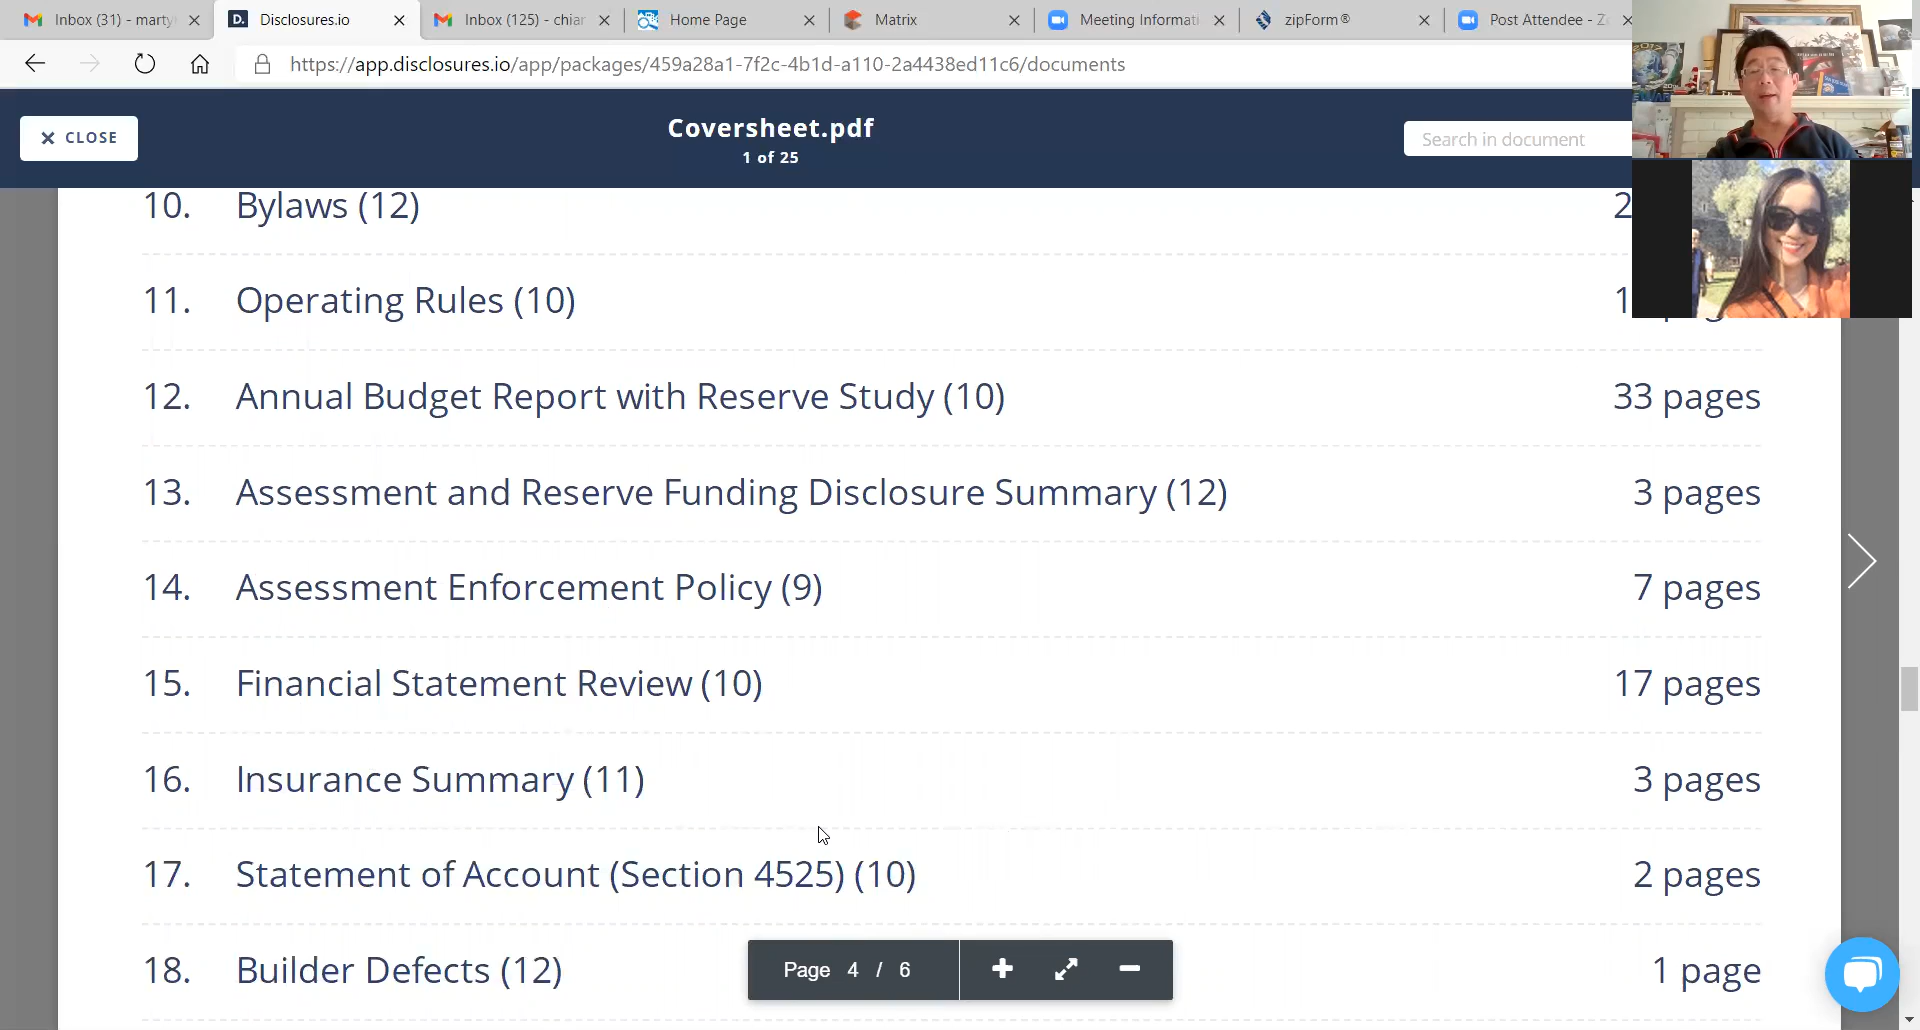 Inbox (31) - marty
Disclosures.io
Inbox (125) - chiar
Home Page
Matrix
Meeting Informati
zipForm®
Post Attendee - Z
https://app.disclosures.io/app/packages/459a28a1-7f2c-4b1d-a110-2a4438ed11c6/documents
CLOSE
Coversheet.pdf
1 of 25
Search in document
10. Bylaws (12) 2
11. Operating Rules (10) 1
12. Annual Budget Report with Reserve Study (10) 33 pages
13. Assessment and Reserve Funding Disclosure Summary (12) 3 pages
14. Assessment Enforcement Policy (9) 7 pages
15. Financial Statement Review (10) 17 pages
16. Insurance Summary (11) 3 pages
17. Statement of Account (Section 4525) (10) 2 pages
18. Builder Defects (12) 1 page
Page 4 / 6
2017